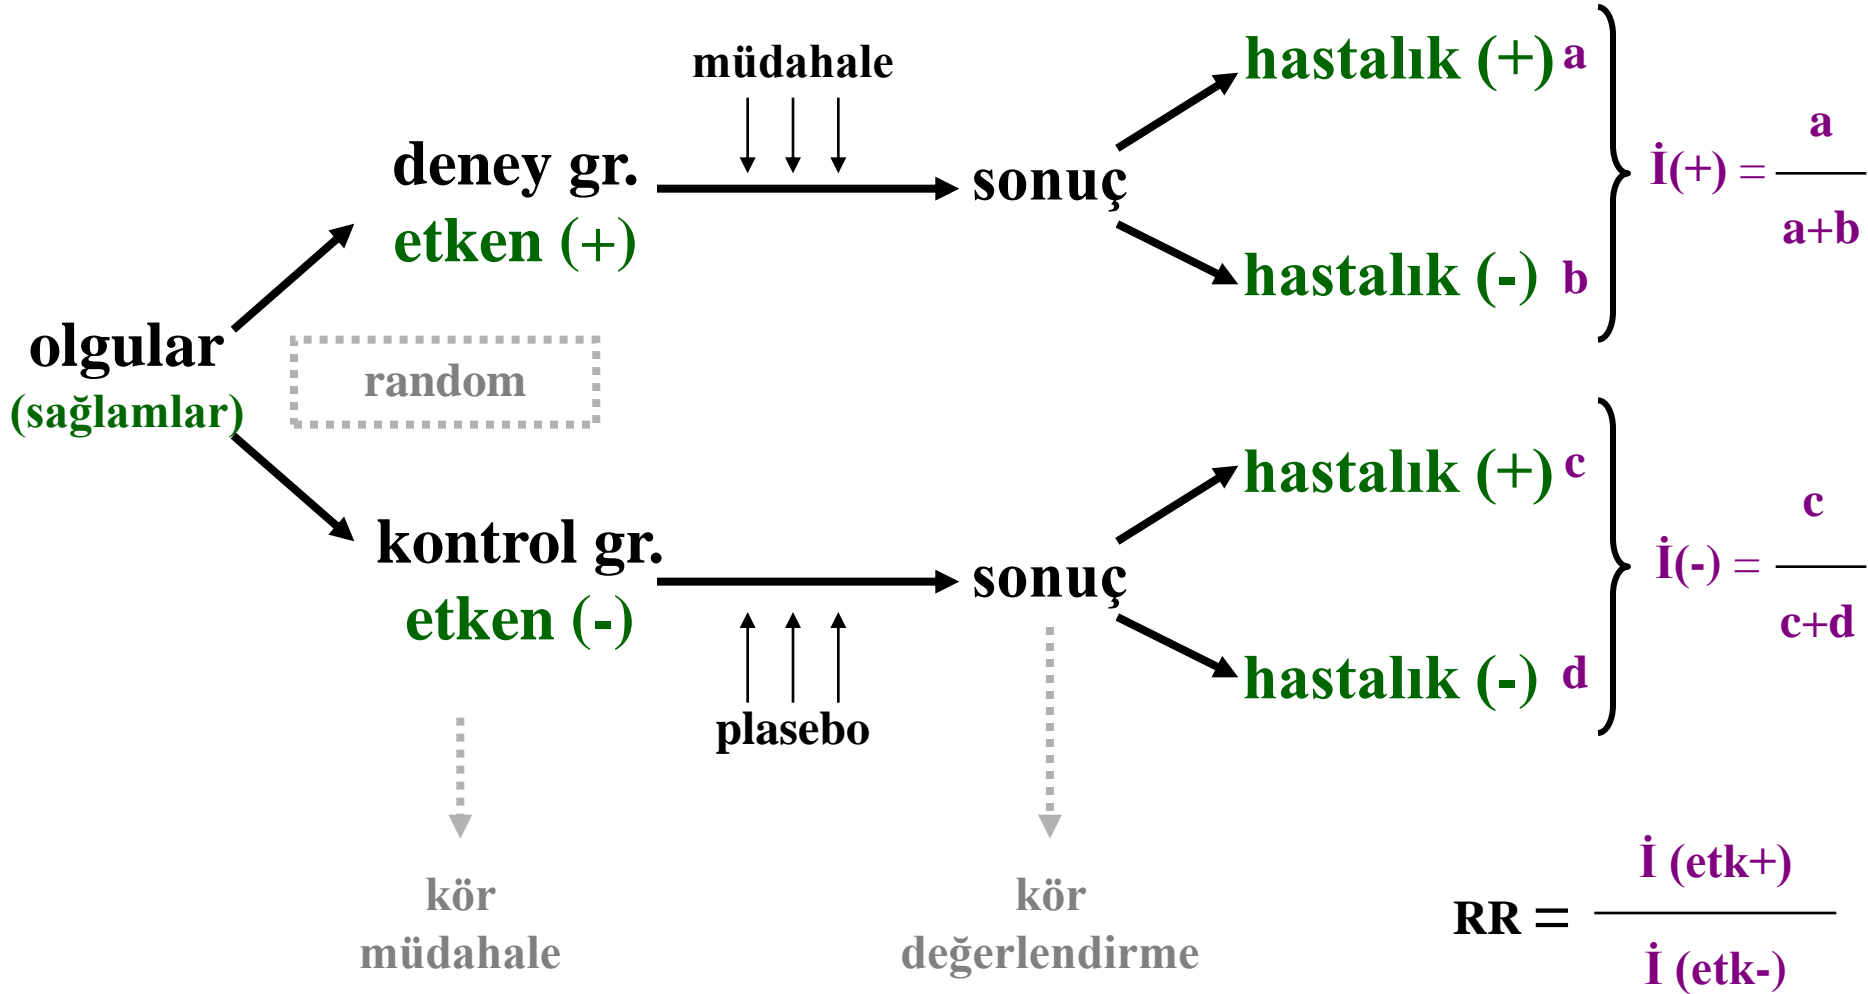 müdahale
hastalık (+) a
deney gr.
etken (+)
sonuç
hastalık (-) b
İ(+) =
a
a+b
olgular
(sağlamlar)
random
kontrol gr.
etken (-)
plasebo
sonuç
hastalık (+) c
hastalık (-) d
İ(-) =
c
c+d
kör
müdahale
kör
değerlendirme
RR =
İ (etk+)
İ (etk-)